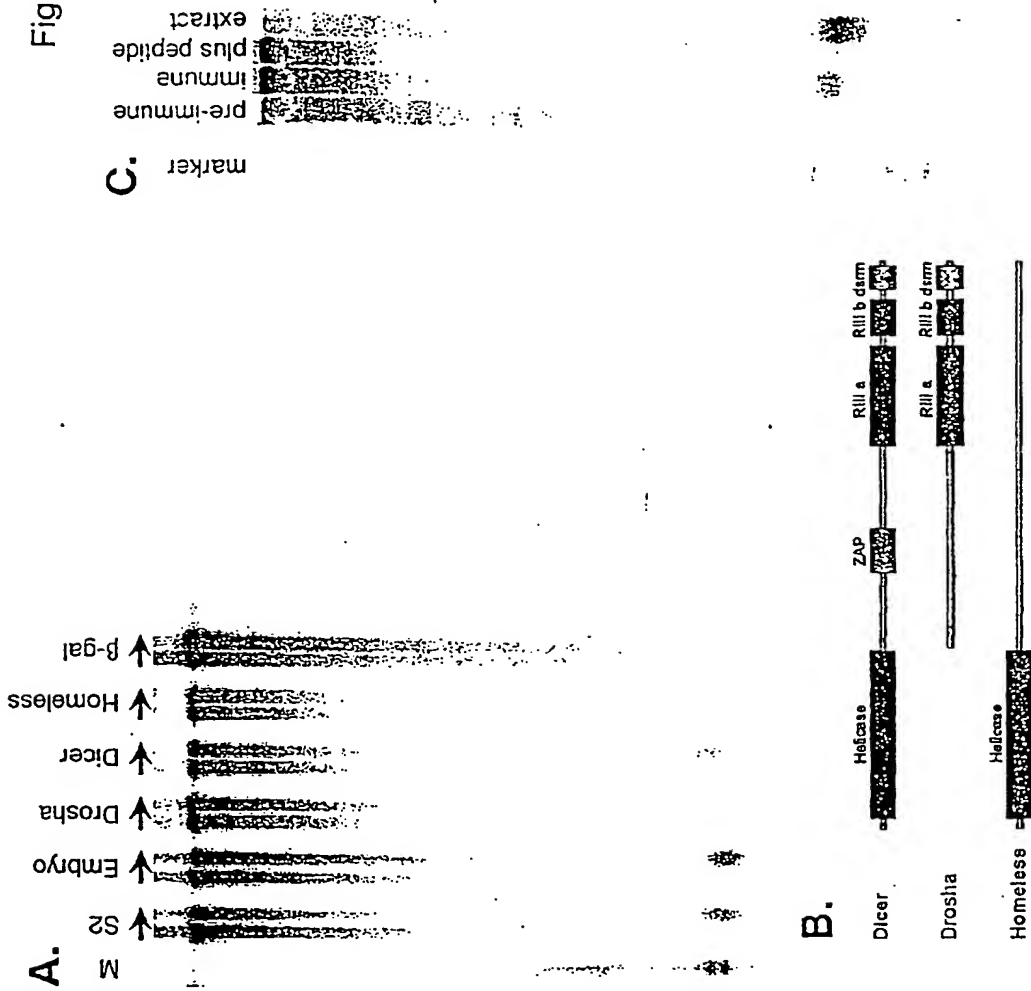 Fig
A.
M
S2
Embryo
Drosha
Dicer
Homeless
β-gal
B.
Helicase
ZAP
RIII a
RIII b
dsrm
Dicer
RIII a
RIII b
dsrm
Drosha
Helicase
Homeless
C.
marker
pre-immune
immune
plus peptide
extract